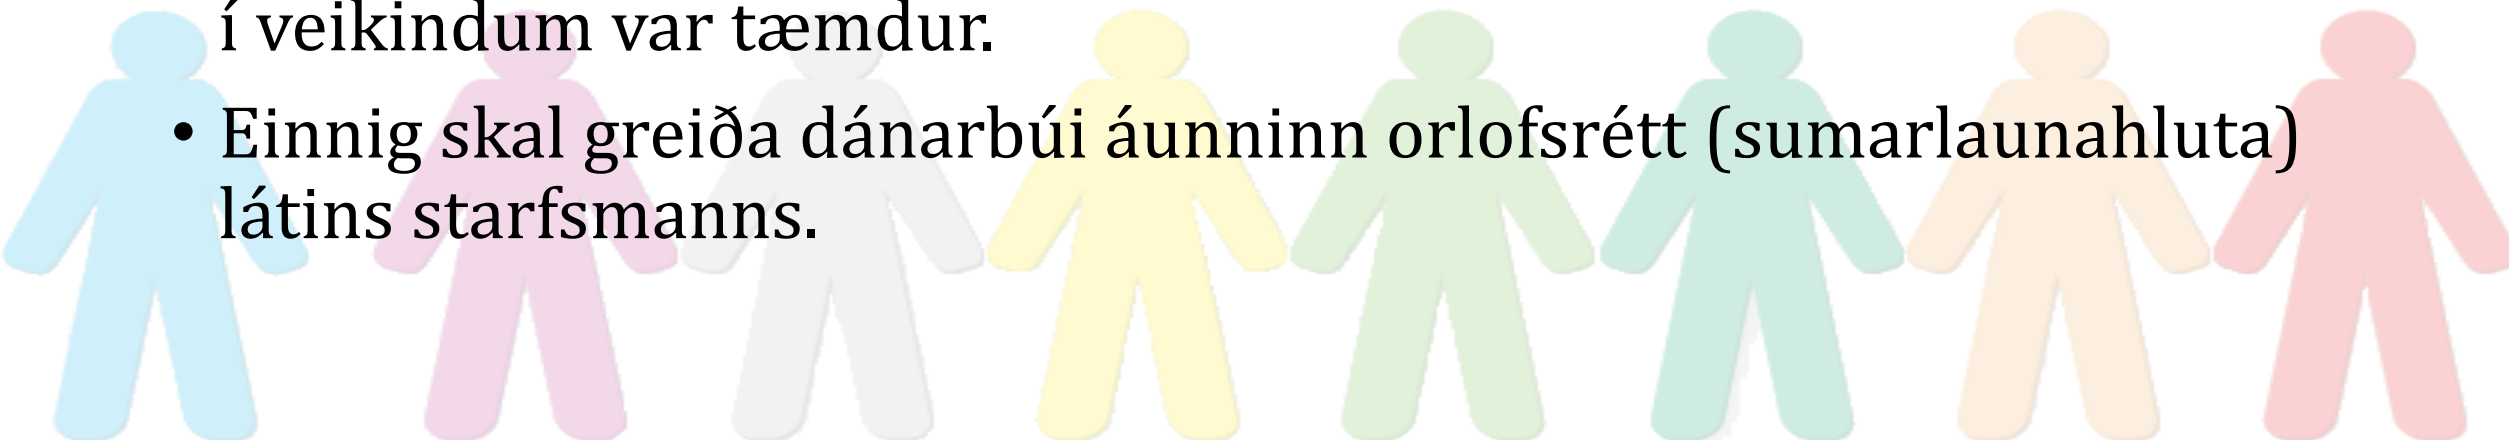 í veikindum var tæmdur.
• Einnig skal greiða dánarbúi áunninn orlofsrétt (sumarlaunahluta)
látins starfsmanns.